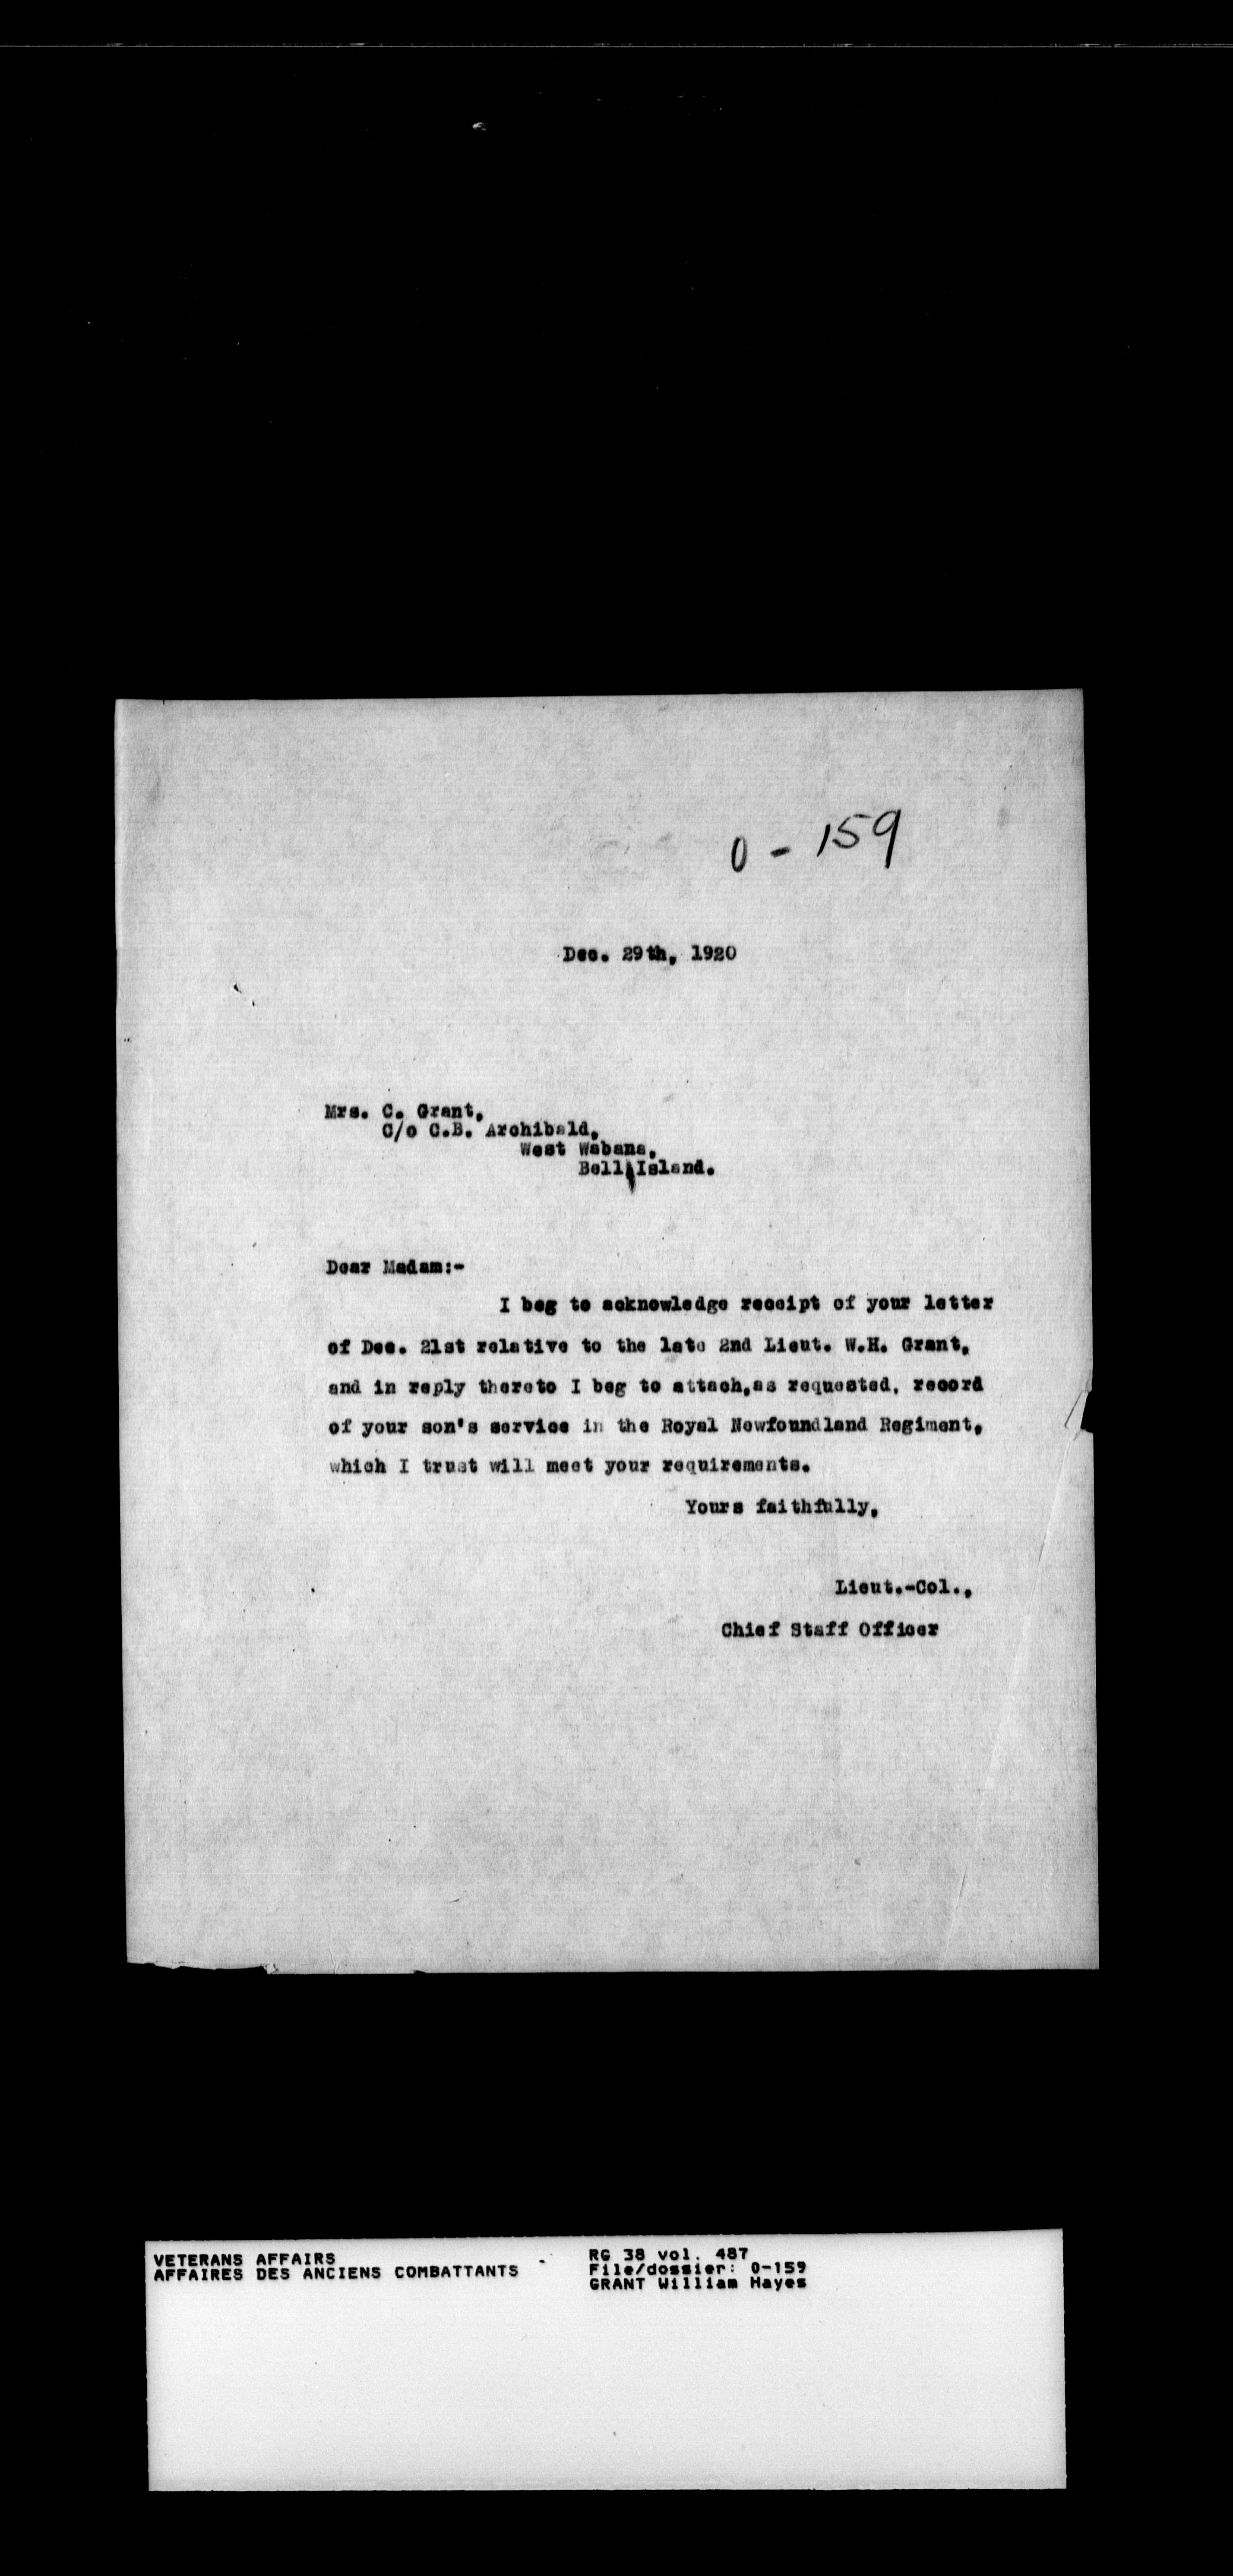 0 - 159
Dec. 29th, 1920
Mrs. C. Grant,
C/o C.B. Archibald,
West Wabana,
Bell Island.
Dear Madam:-
I beg to acknowledge receipt of your letter
of Dec. 21st relative to the late 2nd Lieut. W.H. Grant,
and in reply thereto I beg to attach,as requested, record
of your son's service in the Royal Newfoundland Regiment,
which I trust will meet your requirements.
Yours faithfully,
Lieut.-Col.,
Chief Staff Officer
VETERANS AFFAIRS - RG 38 vol. 487
AFFAIRES DES ANCIENS COMBATTANTS File/dossier: 0-159
GRANT William Hayes